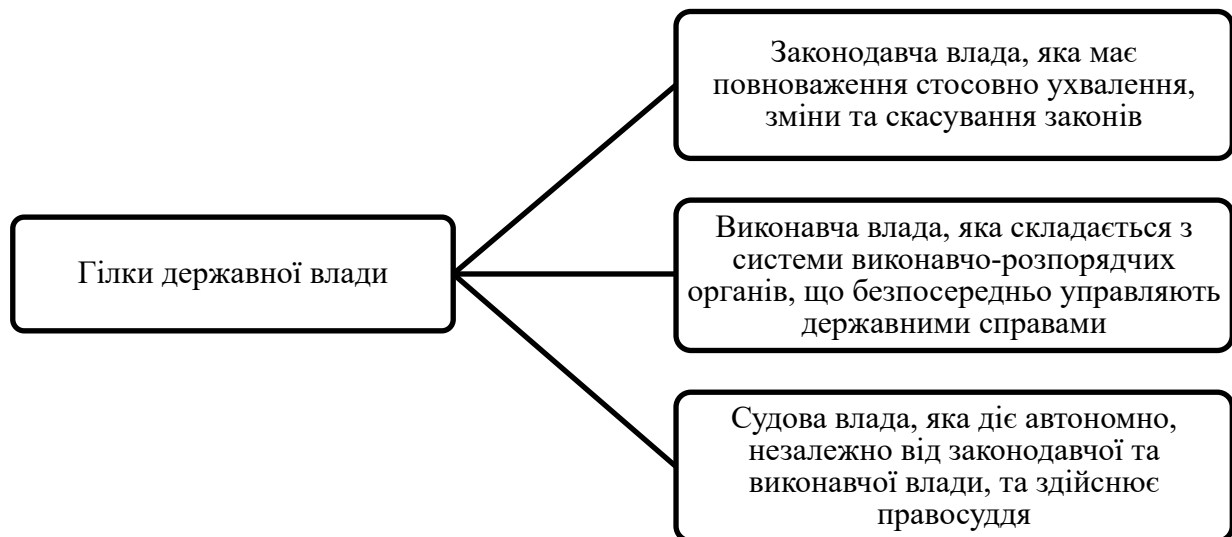 Гілки державної влади
Законодавча влада, яка має
повноваження стосовно ухвалення,
зміни та скасування законів
Виконавча влада, яка складається з
системи виконавчо-розпорядчих
органів, що безпосередньо управляють
державними справами
Судова влада, яка діє автономно,
незалежно від законодавчої та
виконавчої влади, та здійснює
правосуддя